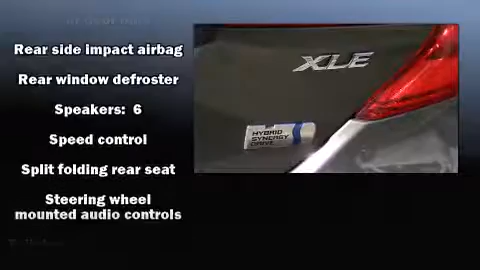 Rear side impact airbag
Rear window defroster
Speakers: 6
Speed control
Split folding rear seat
Steering wheel
mounted audio controls
XLE
HYBRID
SYNERGY
DRIVE